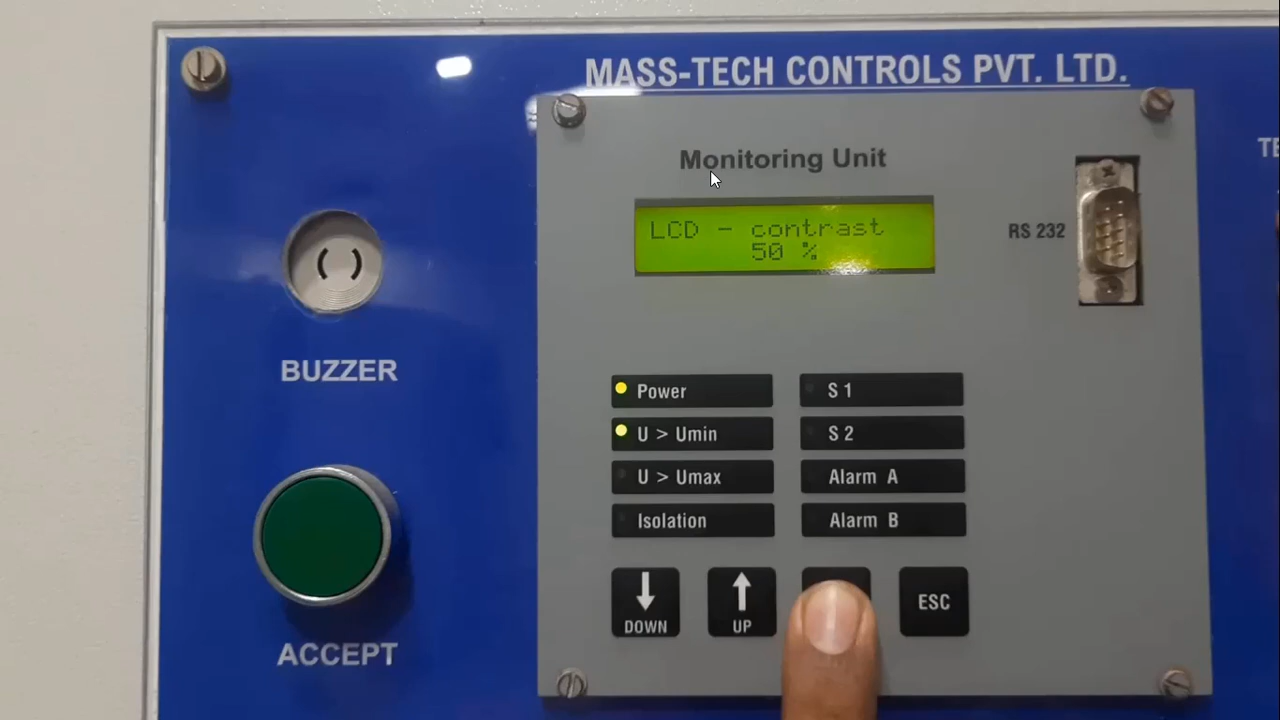 MASS-TECH CONTROLS PVT. LTD.
Monitoring Unit
LCD - contrast
50 %
RS 232
BUZZER
Power
S 1
U > Umin
S 2
U > Umax
Alarm A
Isolation
Alarm B
DOWN
UP
ESC
ACCEPT